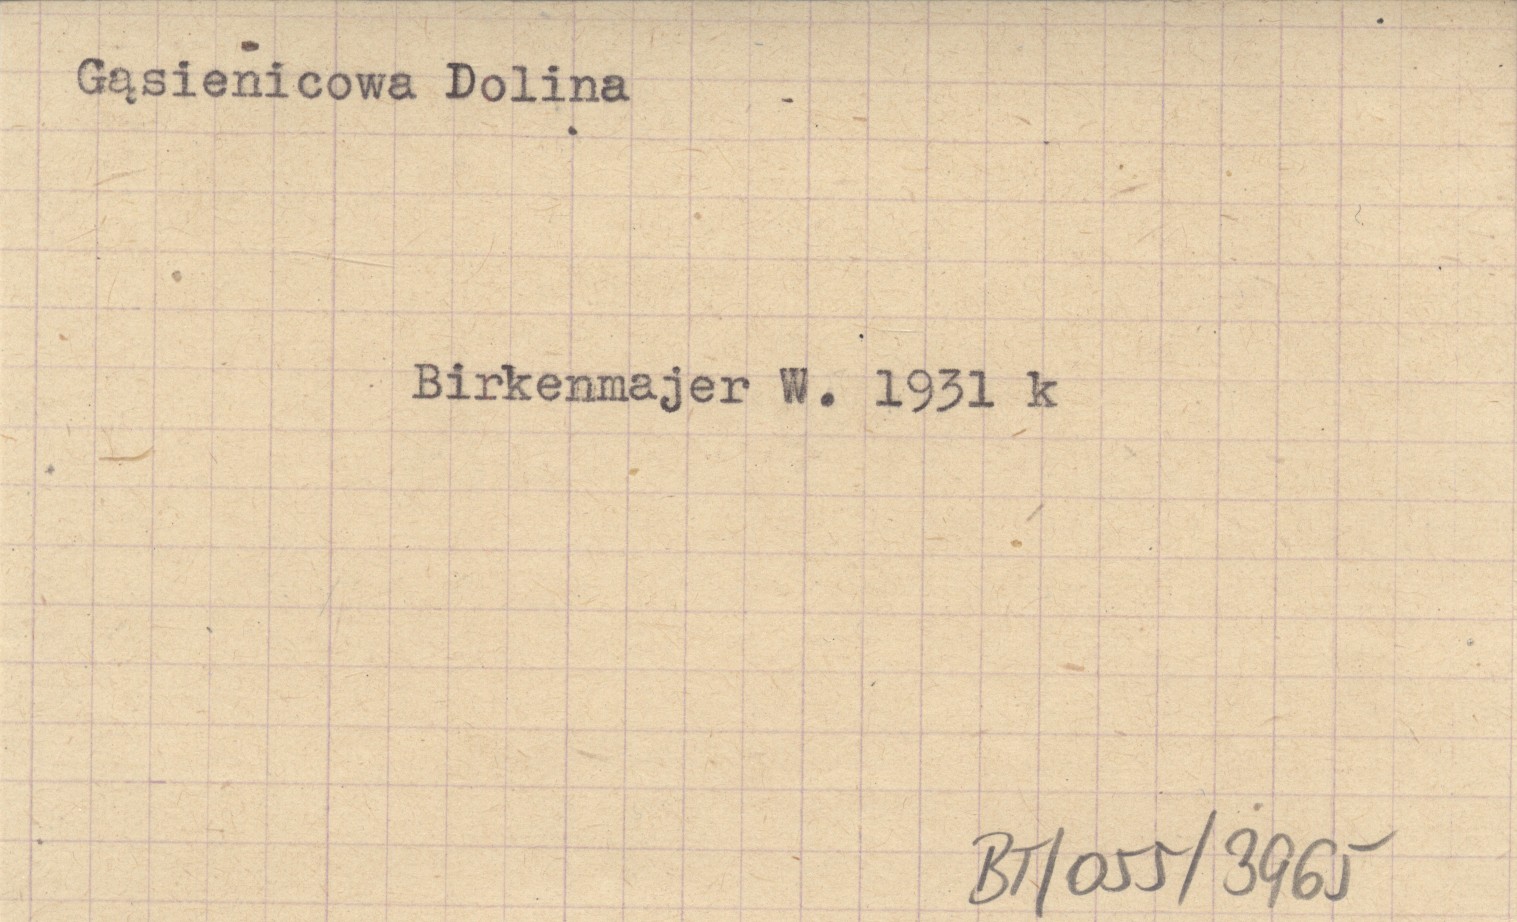 Gąsienicowa Dolina
Birkenmajer W. 1931 k
BT/055/3965